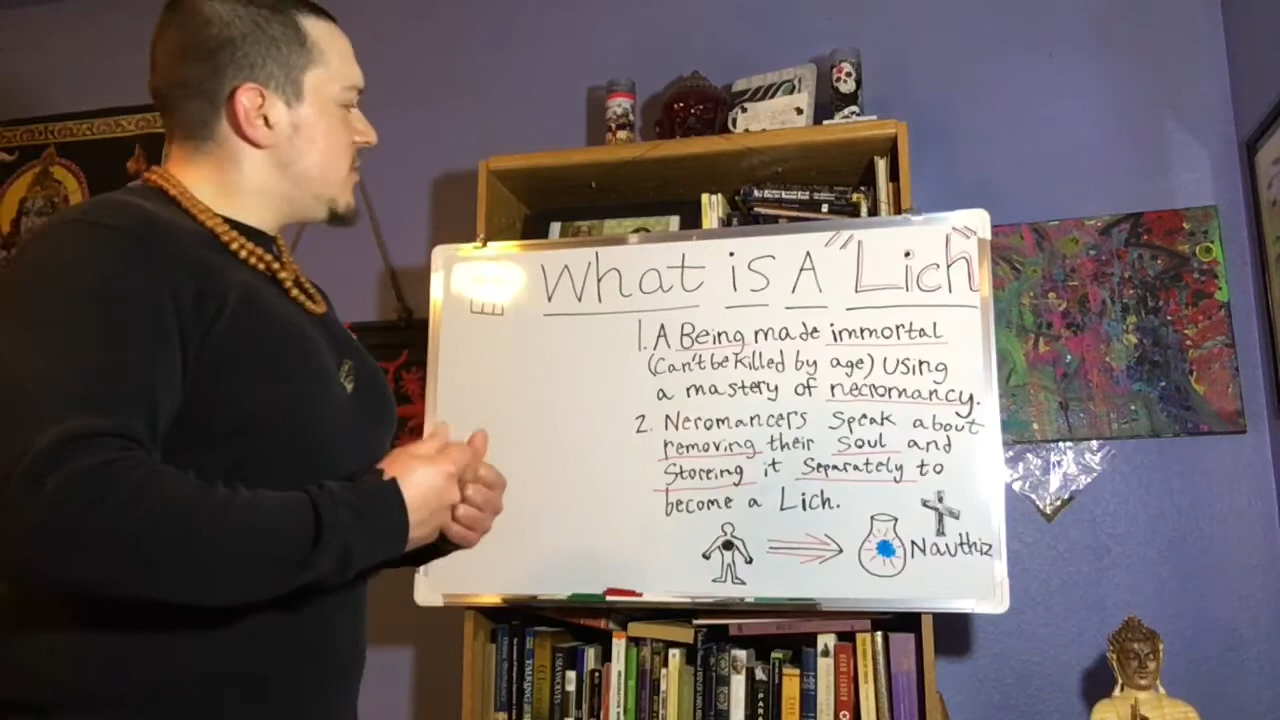 What is A "Lich"
1. A Being made immortal
(Can't be killed by age) using
a mastery of necromancy.
2. Neromancers Speak about
removing their Soul and
Storeing it Separately to
become a Lich.
Nauthiz